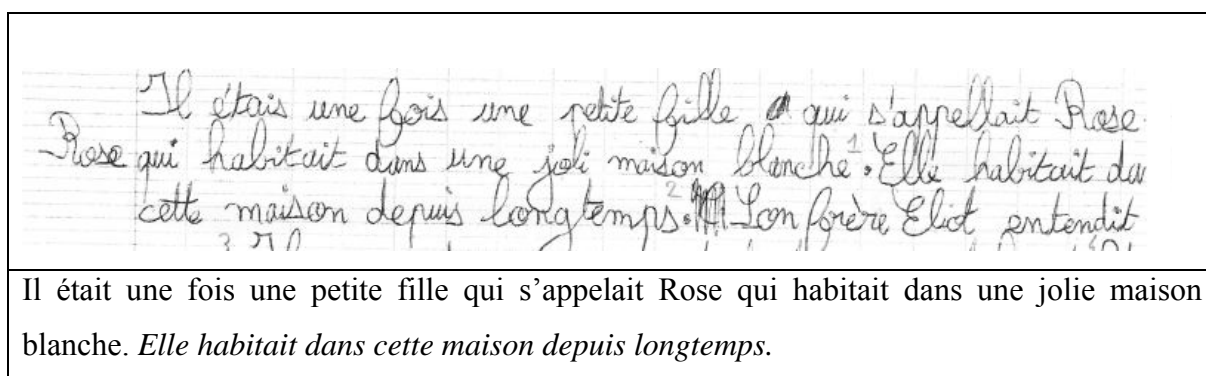 Il étais une fois une petite fille qui s'appellait Rose
Rose qui habitait dans une joli maison blanche 1. Elle habitait da
cette maison depuis longtemps. 2 Son frère Eliot entendit
3 Il
Il était une fois une petite fille qui s’appelait Rose qui habitait dans une jolie maison
blanche. Elle habitait dans cette maison depuis longtemps.